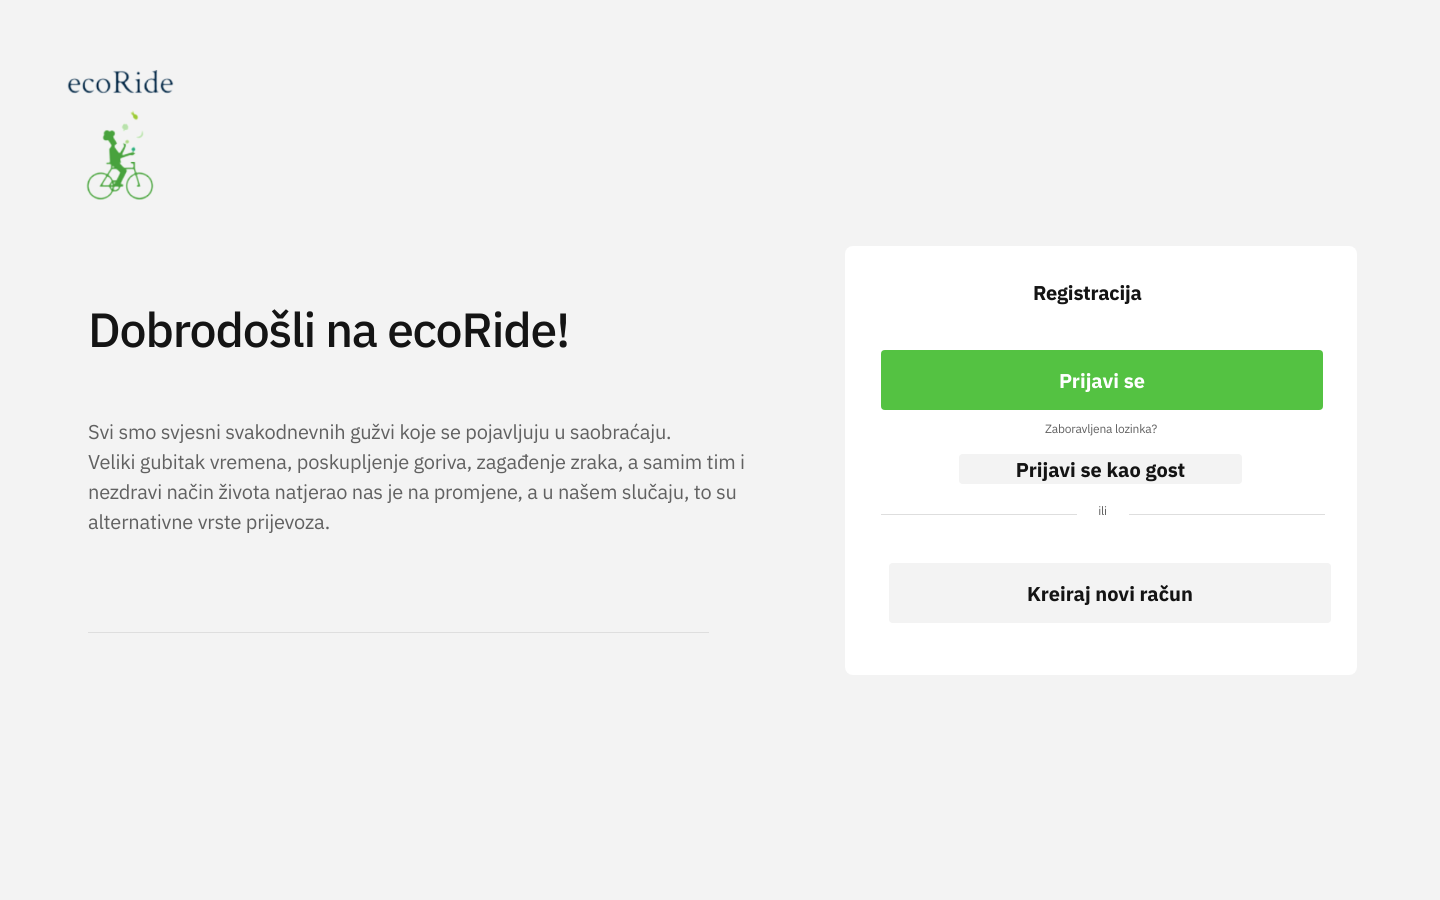 ecoRide
Dobrodošli na ecoRide!
Svi smo svjesni svakodnevnih gužvi koje se pojavljuju u saobraćaju.
Veliki gubitak vremena, poskupljenje goriva, zagađenje zraka, a samim tim i
nezdravi način života natjerao nas je na promjene, a u našem slučaju, to su
alternativne vrste prijevoza.
Registracija
Prijavi se
Zaboravljena lozinka?
Prijavi se kao gost
ili
Kreiraj novi račun